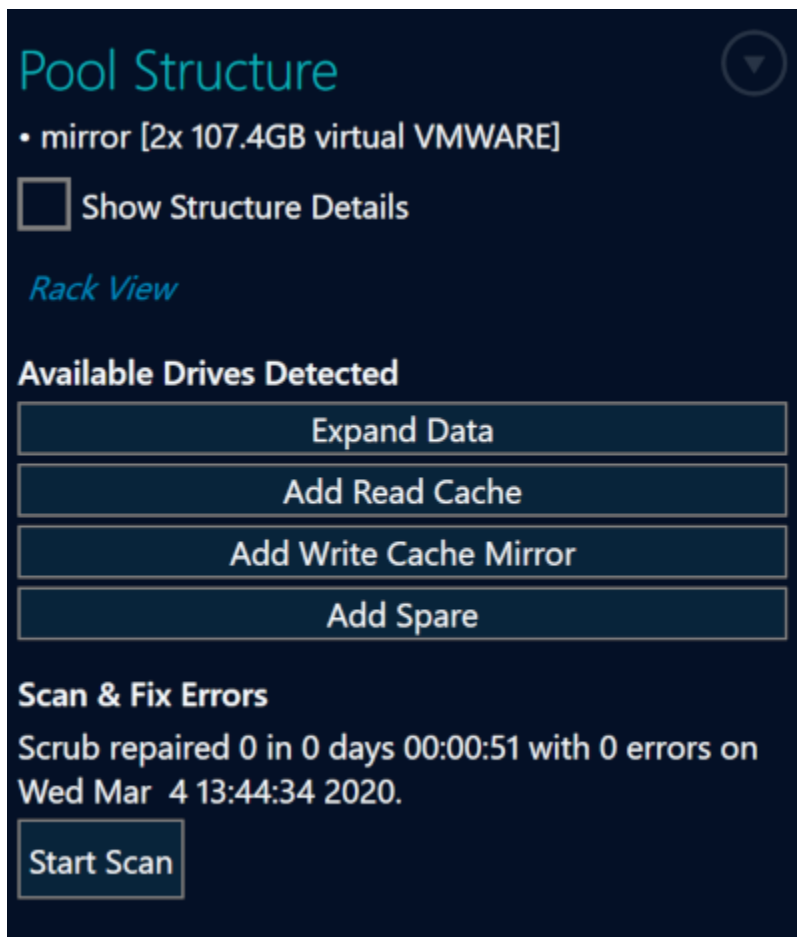 Pool Structure
• mirror [2x 107.4GB virtual VMWARE]
Show Structure Details
Rack View
Available Drives Detected
Expand Data
Add Read Cache
Add Write Cache Mirror
Add Spare
Scan & Fix Errors
Scrub repaired 0 in 0 days 00:00:51 with 0 errors on
Wed Mar  4 13:44:34 2020.
Start Scan